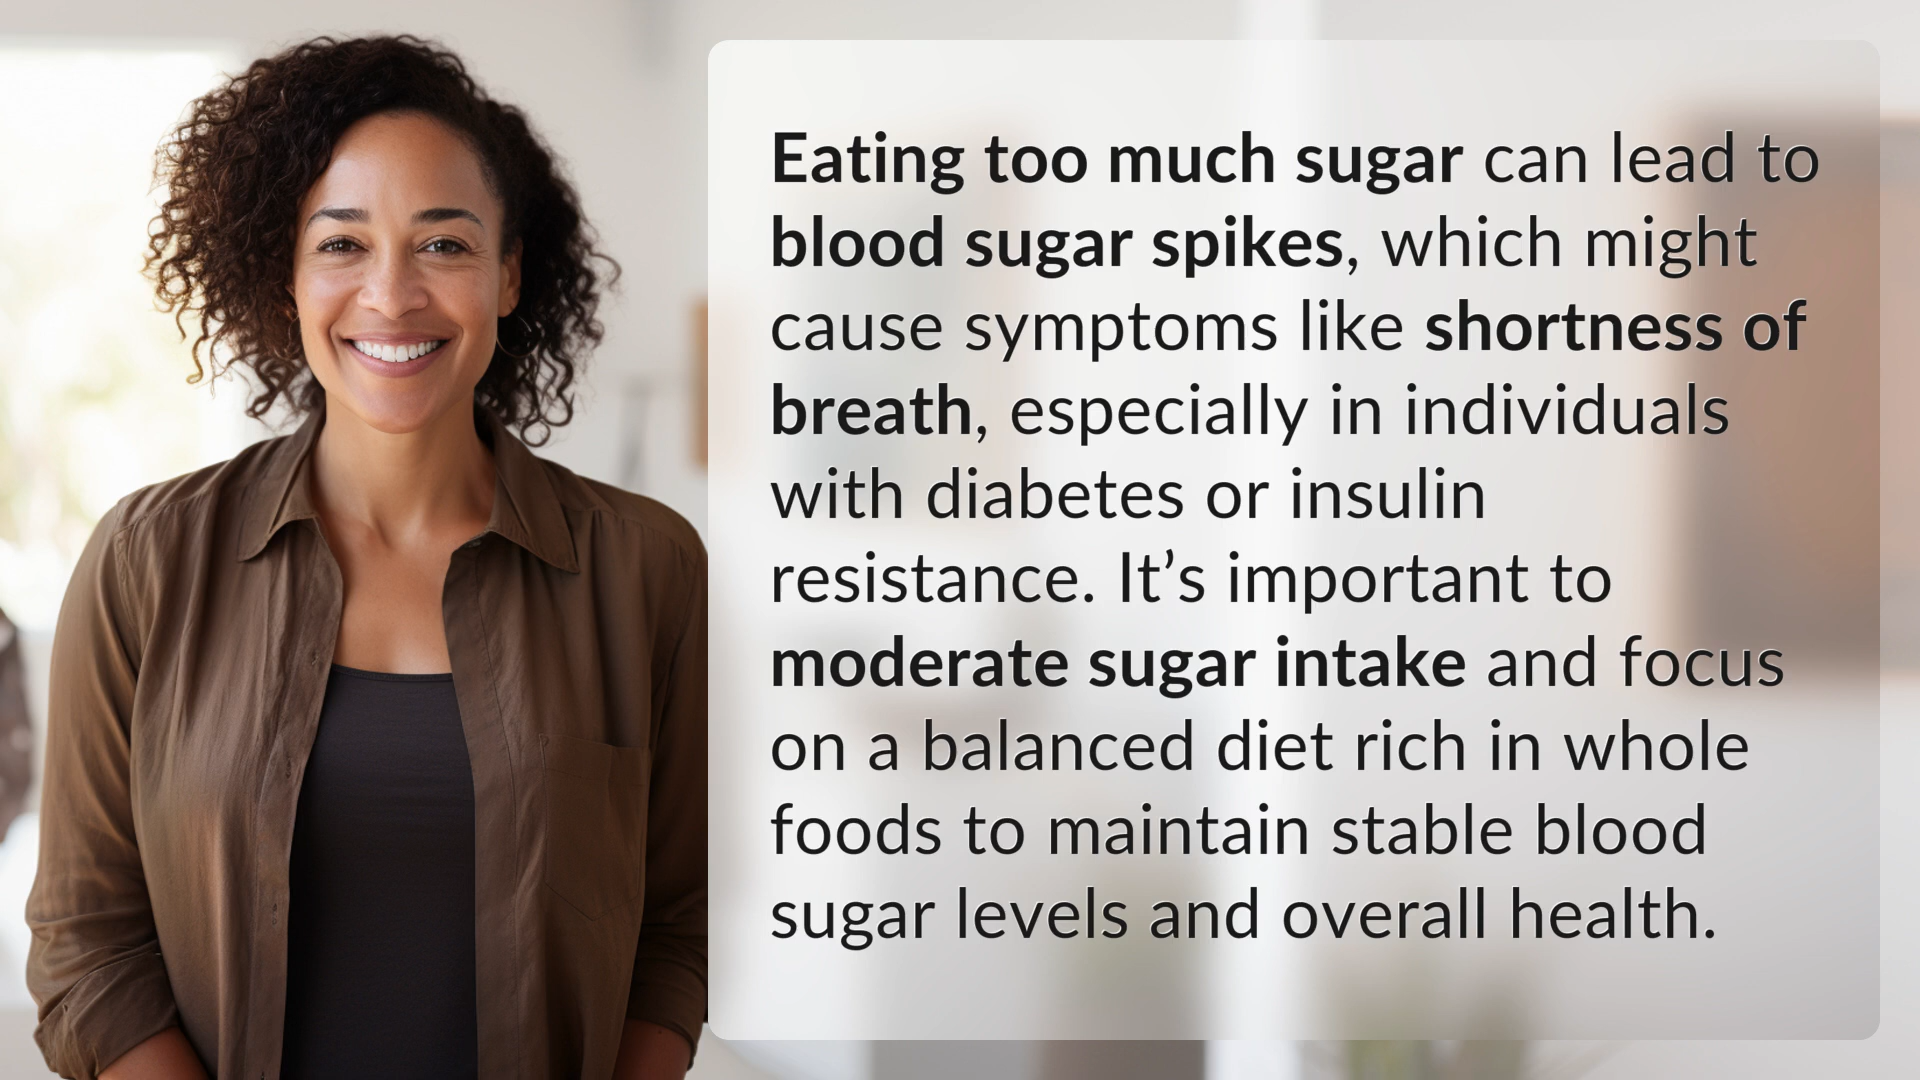 Eating too much sugar can lead to
blood sugar spikes, which might
cause symptoms like shortness of
breath, especially in individuals
with diabetes or insulin
resistance. It’s important to
moderate sugar intake and focus
on a balanced diet rich in whole
foods to maintain stable blood
sugar levels and overall health.